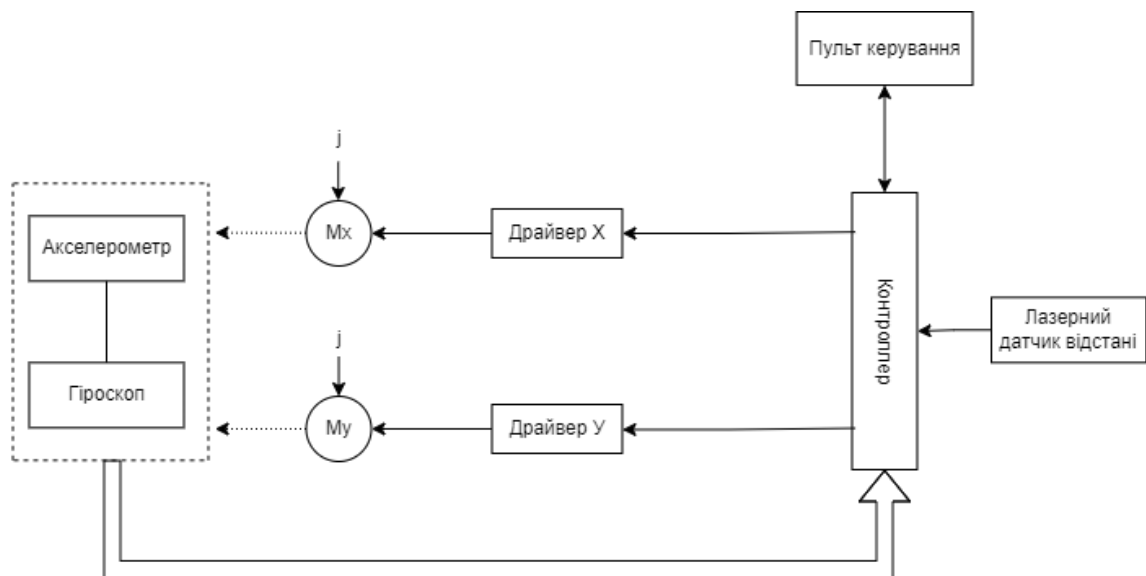 Пульт керування
j
Акселерометр
Mx
Драйвер X
Контроллер
Лазерний
датчик відстані
j
Гіроскоп
My
Драйвер У